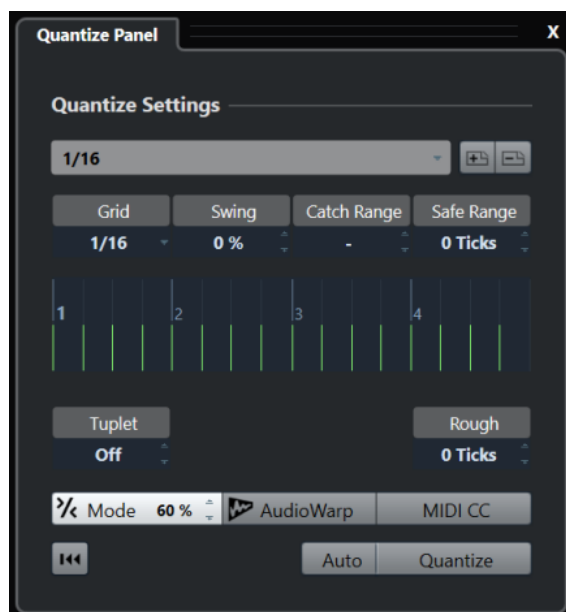 Quantize Panel X
Quantize Settings
1/16
Grid Swing Catch Range Safe Range
1/16 0 % - 0 Ticks
1 2 3 4
Tuplet Rough
Off 0 Ticks
Mode 60 % AudioWarp MIDI CC
Auto Quantize